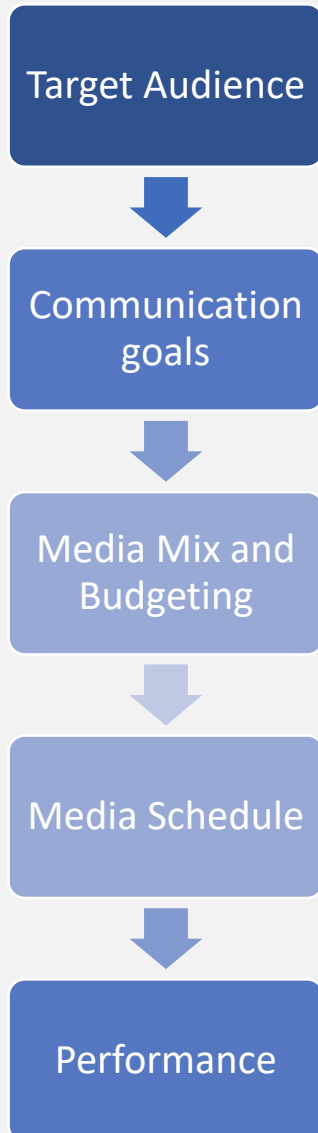 Target Audience
Communication
goals
Media Mix and
Budgeting
Media Schedule
Performance